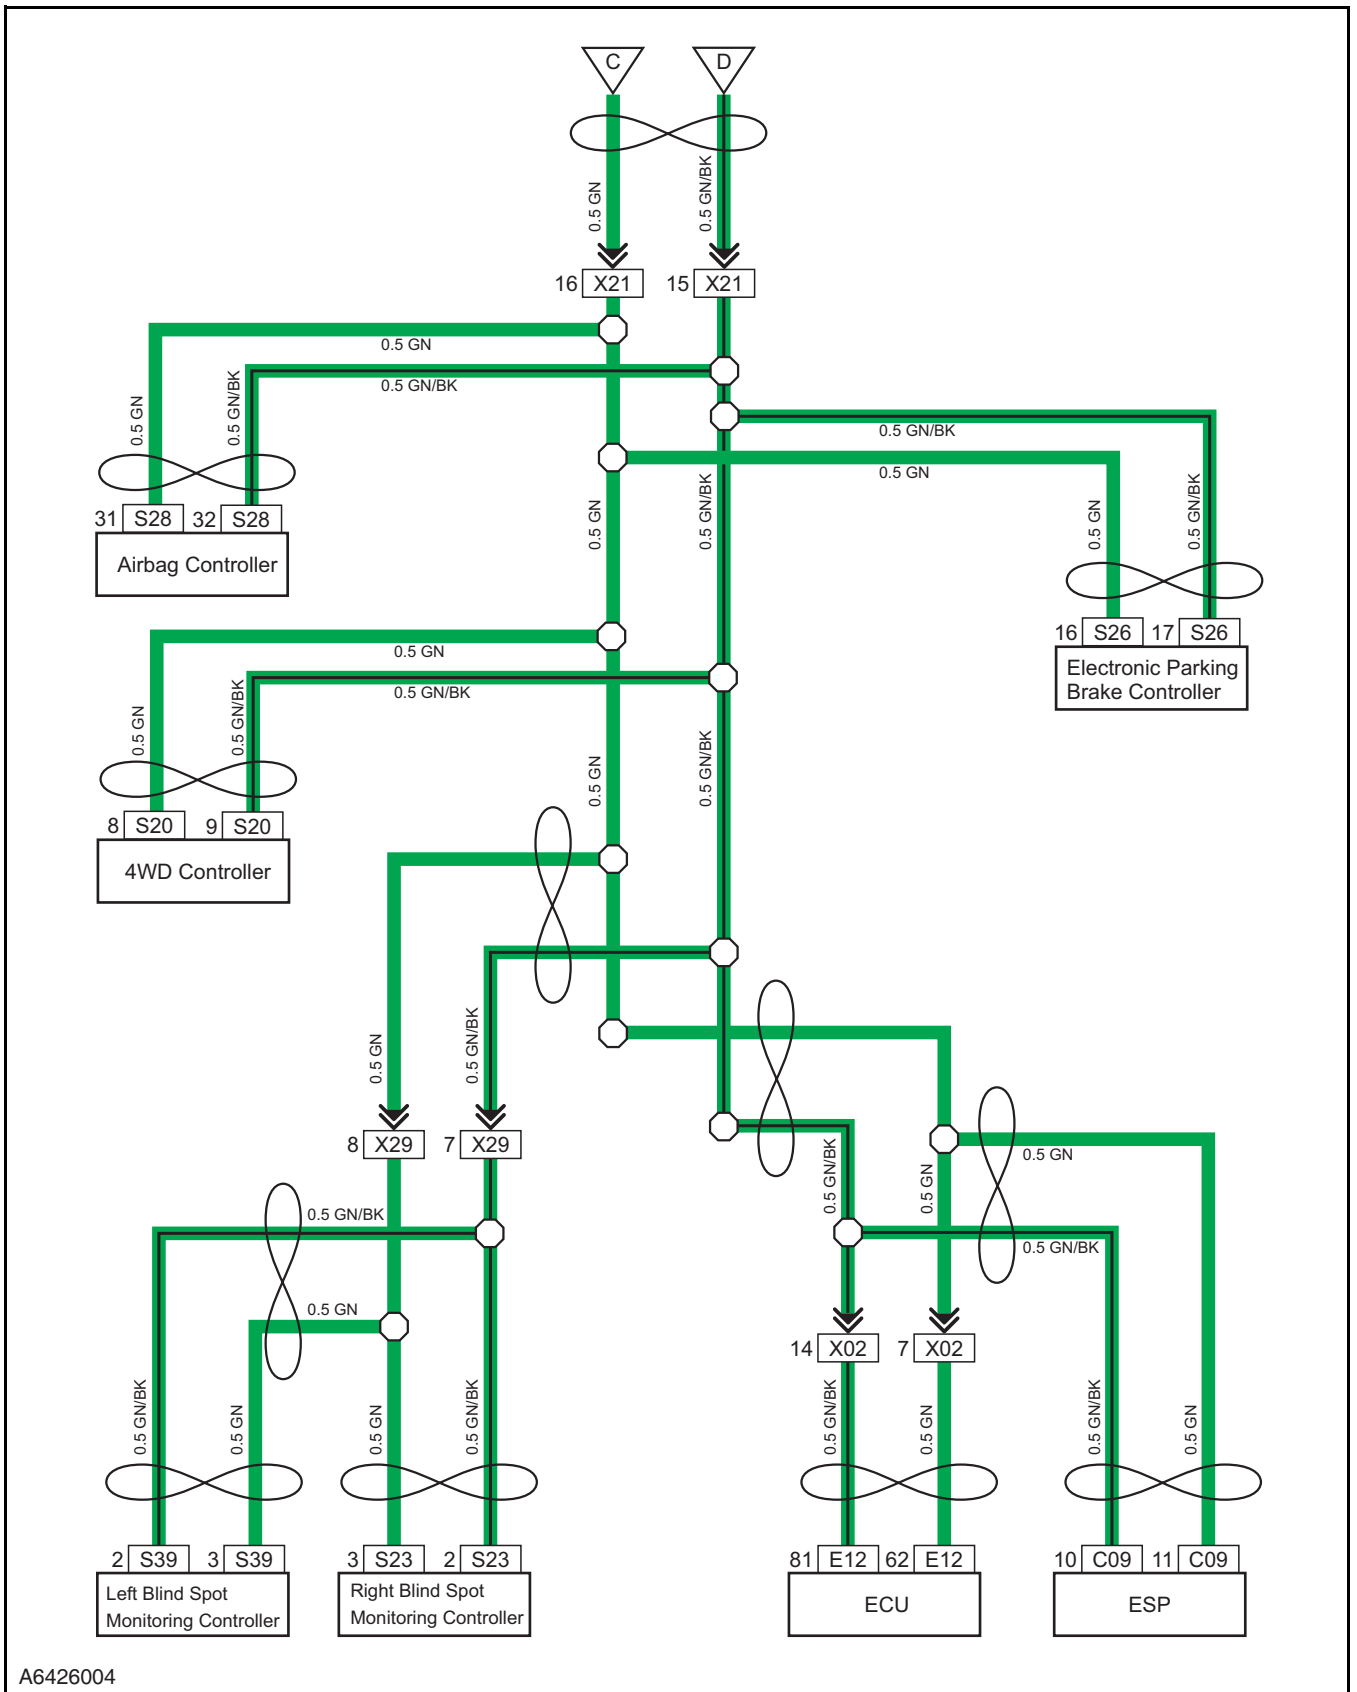 C
D
0.5 GN
0.5 GN/BK
16 X21
15 X21
0.5 GN
0.5 GN/BK
0.5 GN
0.5 GN/BK
0.5 GN/BK
0.5 GN
0.5 GN
0.5 GN/BK
0.5 GN
0.5 GN/BK
31 S28
32 S28
Airbag Controller
16 S26
17 S26
Electronic Parking
Brake Controller
0.5 GN
0.5 GN/BK
0.5 GN
0.5 GN/BK
0.5 GN
0.5 GN/BK
8 S20
9 S20
4WD Controller
0.5 GN
0.5 GN/BK
8 X29
7 X29
0.5 GN/BK
0.5 GN
0.5 GN
0.5 GN/BK
0.5 GN/BK
0.5 GN
14 X02
7 X02
0.5 GN/BK
0.5 GN
0.5 GN
0.5 GN/BK
0.5 GN/BK
0.5 GN
0.5 GN/BK
0.5 GN
2 S39
3 S39
Left Blind Spot
Monitoring Controller
3 S23
2 S23
Right Blind Spot
Monitoring Controller
81 E12
62 E12
ECU
10 C09
11 C09
ESP
A6426004